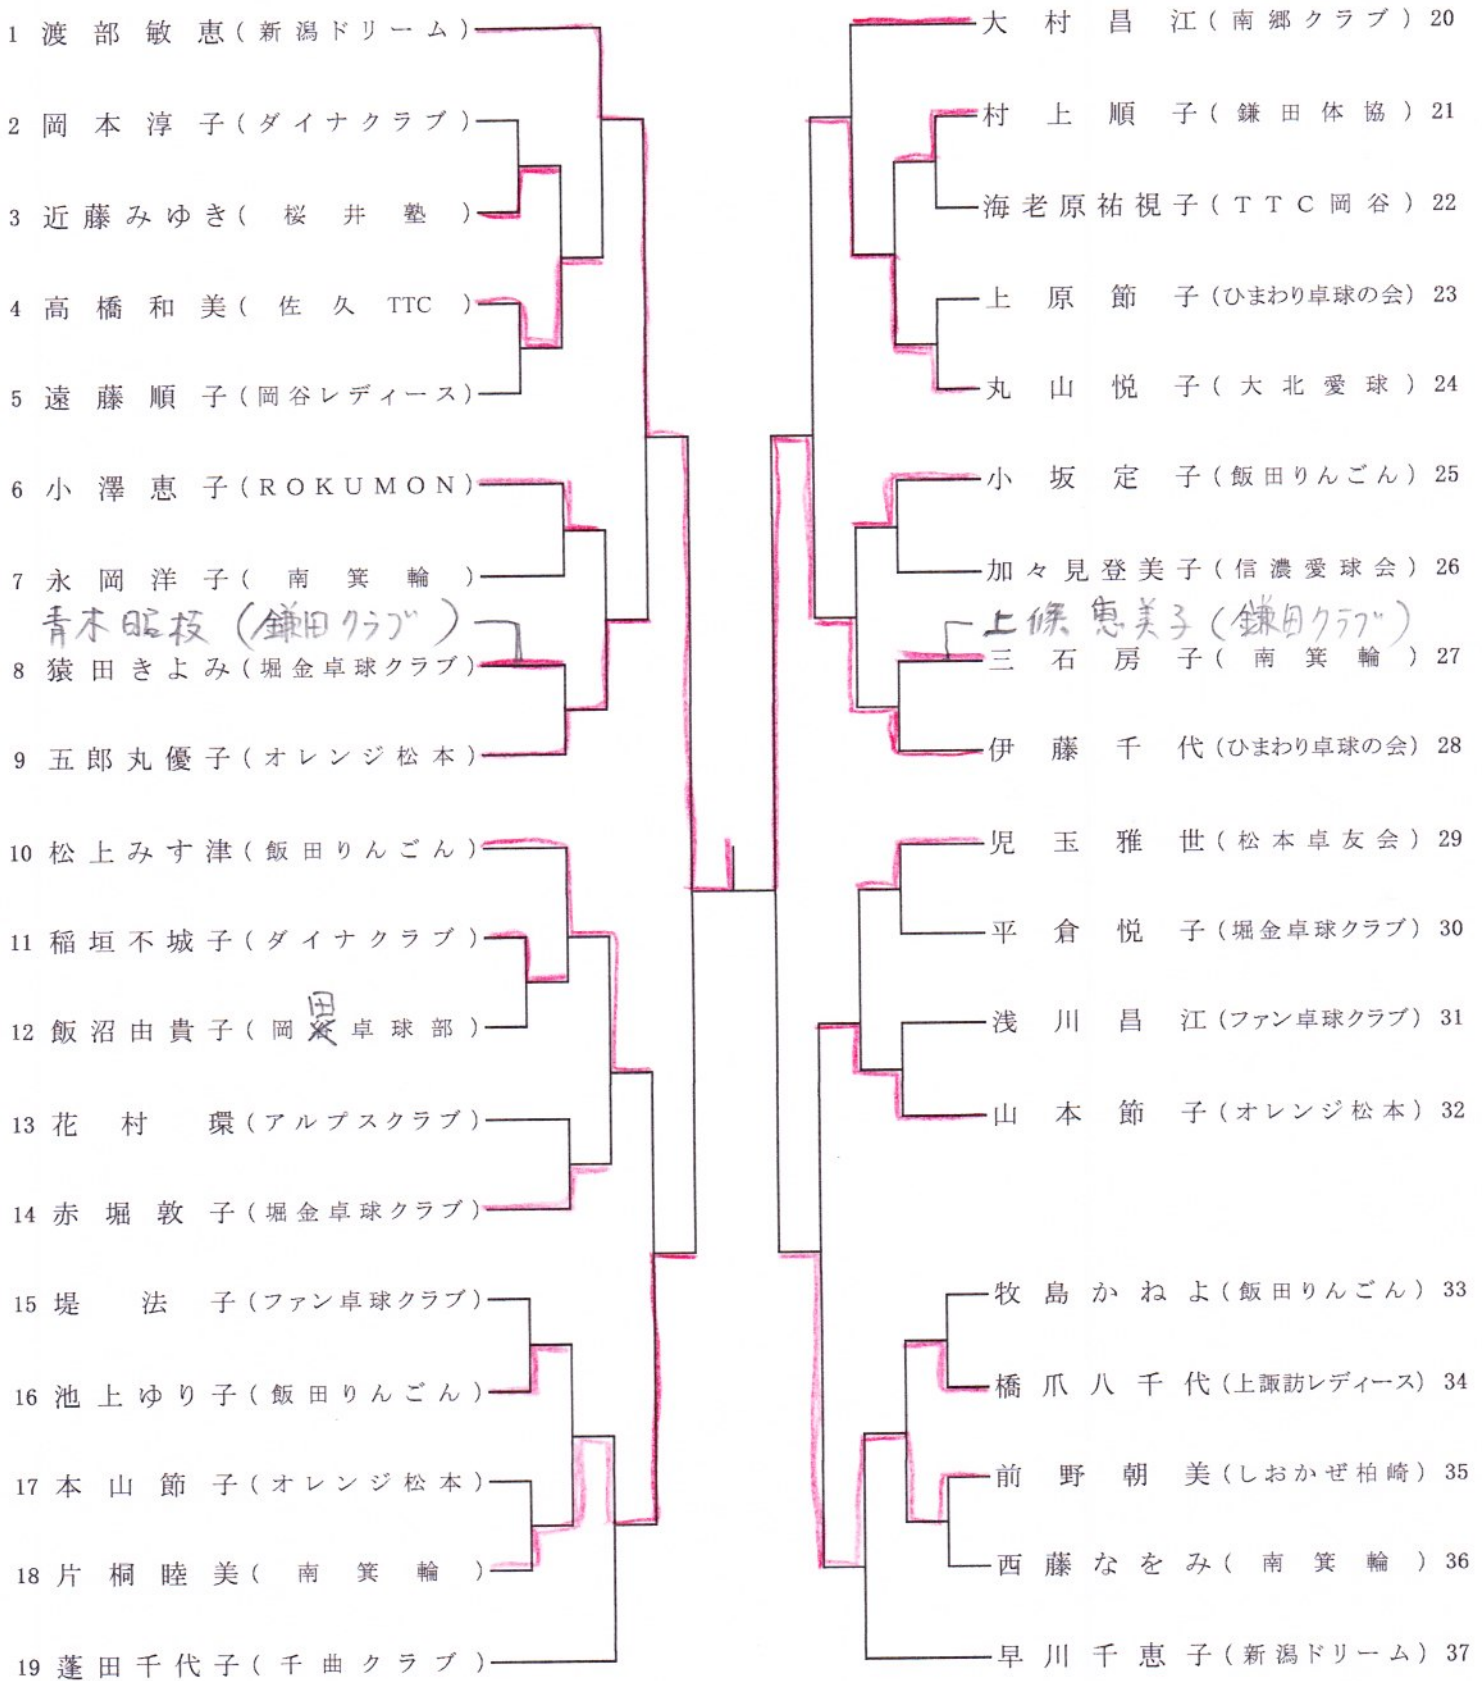 1 渡部敏恵(新潟ドリーム)
2 岡本淳子(ダイナクラブ)
3 近藤みゆき(桜井塾)
4 高橋和美(佐久TTC)
5 遠藤順子(岡谷レディース)
6 小澤恵子(ROKUMON)
7 永岡洋子(南箕輪)
青木昭枝(鎌田クラブ)
8 猿田きよみ(堀金卓球クラブ)
9 五郎丸優子(オレンジ松本)
10 松上みす津(飯田りんごん)
11 稲垣不城子(ダイナクラブ)
田
12 飯沼由貴子(岡谷卓球部)
13 花村環(アルプスクラブ)
14 赤堀敦子(堀金卓球クラブ)
15 堤法子(ファン卓球クラブ)
16 池上ゆり子(飯田りんごん)
17 本山節子(オレンジ松本)
18 片桐睦美(南箕輪)
19 蓬田千代子(千曲クラブ)
大村昌江(南郷クラブ) 20
村上順子(鎌田体協) 21
海老原祐視子(TTC岡谷) 22
上原節子(ひまわり卓球の会) 23
丸山悦子(大北愛球) 24
小坂定子(飯田りんごん) 25
加々見登美子(信濃愛球会) 26
上條恵美子(鎌田クラブ)
三石房子(南箕輪) 27
伊藤千代(ひまわり卓球の会) 28
児玉雅世(松本卓友会) 29
平倉悦子(堀金卓球クラブ) 30
浅川昌江(ファン卓球クラブ) 31
山本節子(オレンジ松本) 32
牧島かねよ(飯田りんごん) 33
橋爪八千代(上諏訪レディース) 34
前野朝美(しおかぜ柏崎) 35
西藤なをみ(南箕輪) 36
早川千恵子(新潟ドリーム) 37